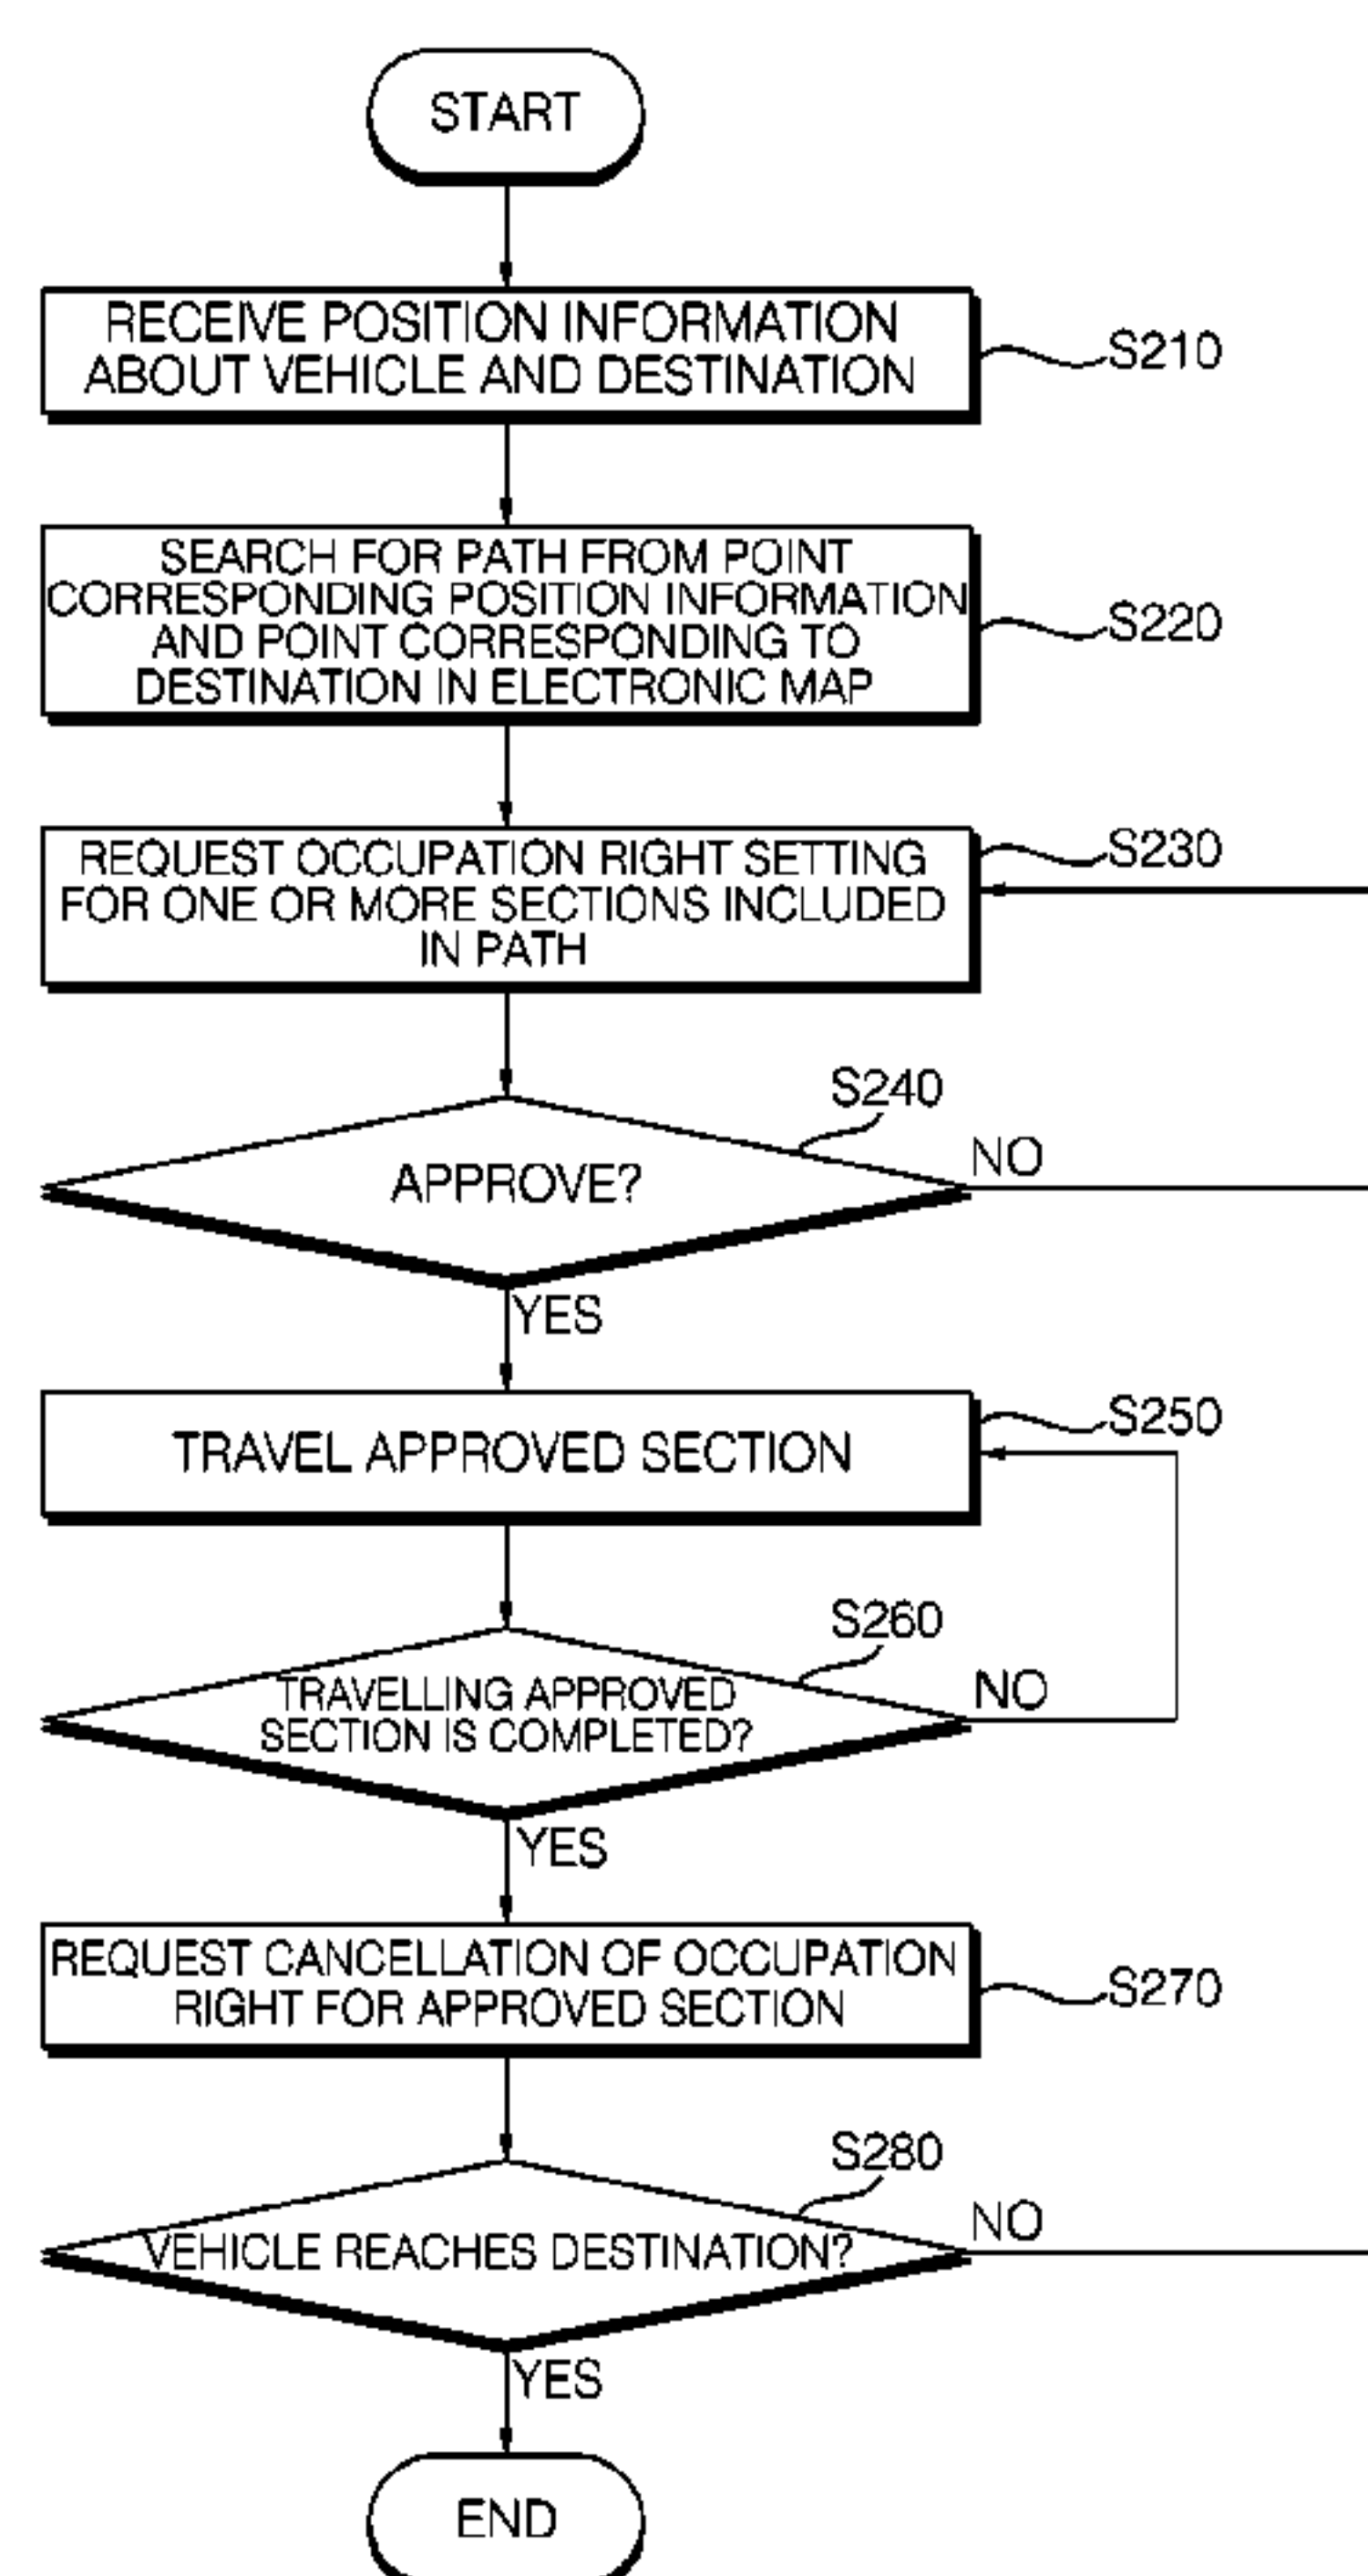 START
RECEIVE POSITION INFORMATION
ABOUT VEHICLE AND DESTINATION
S210
SEARCH FOR PATH FROM POINT
CORRESPONDING POSITION INFORMATION
AND POINT CORRESPONDING TO
DESTINATION IN ELECTRONIC MAP
S220
REQUEST OCCUPATION RIGHT SETTING
FOR ONE OR MORE SECTIONS INCLUDED
IN PATH
S230
S240
APPROVE?
NO
YES
TRAVEL APPROVED SECTION
S250
S260
TRAVELLING APPROVED
SECTION IS COMPLETED?
NO
YES
REQUEST CANCELLATION OF OCCUPATION
RIGHT FOR APPROVED SECTION
S270
S280
VEHICLE REACHES DESTINATION?
NO
YES
END